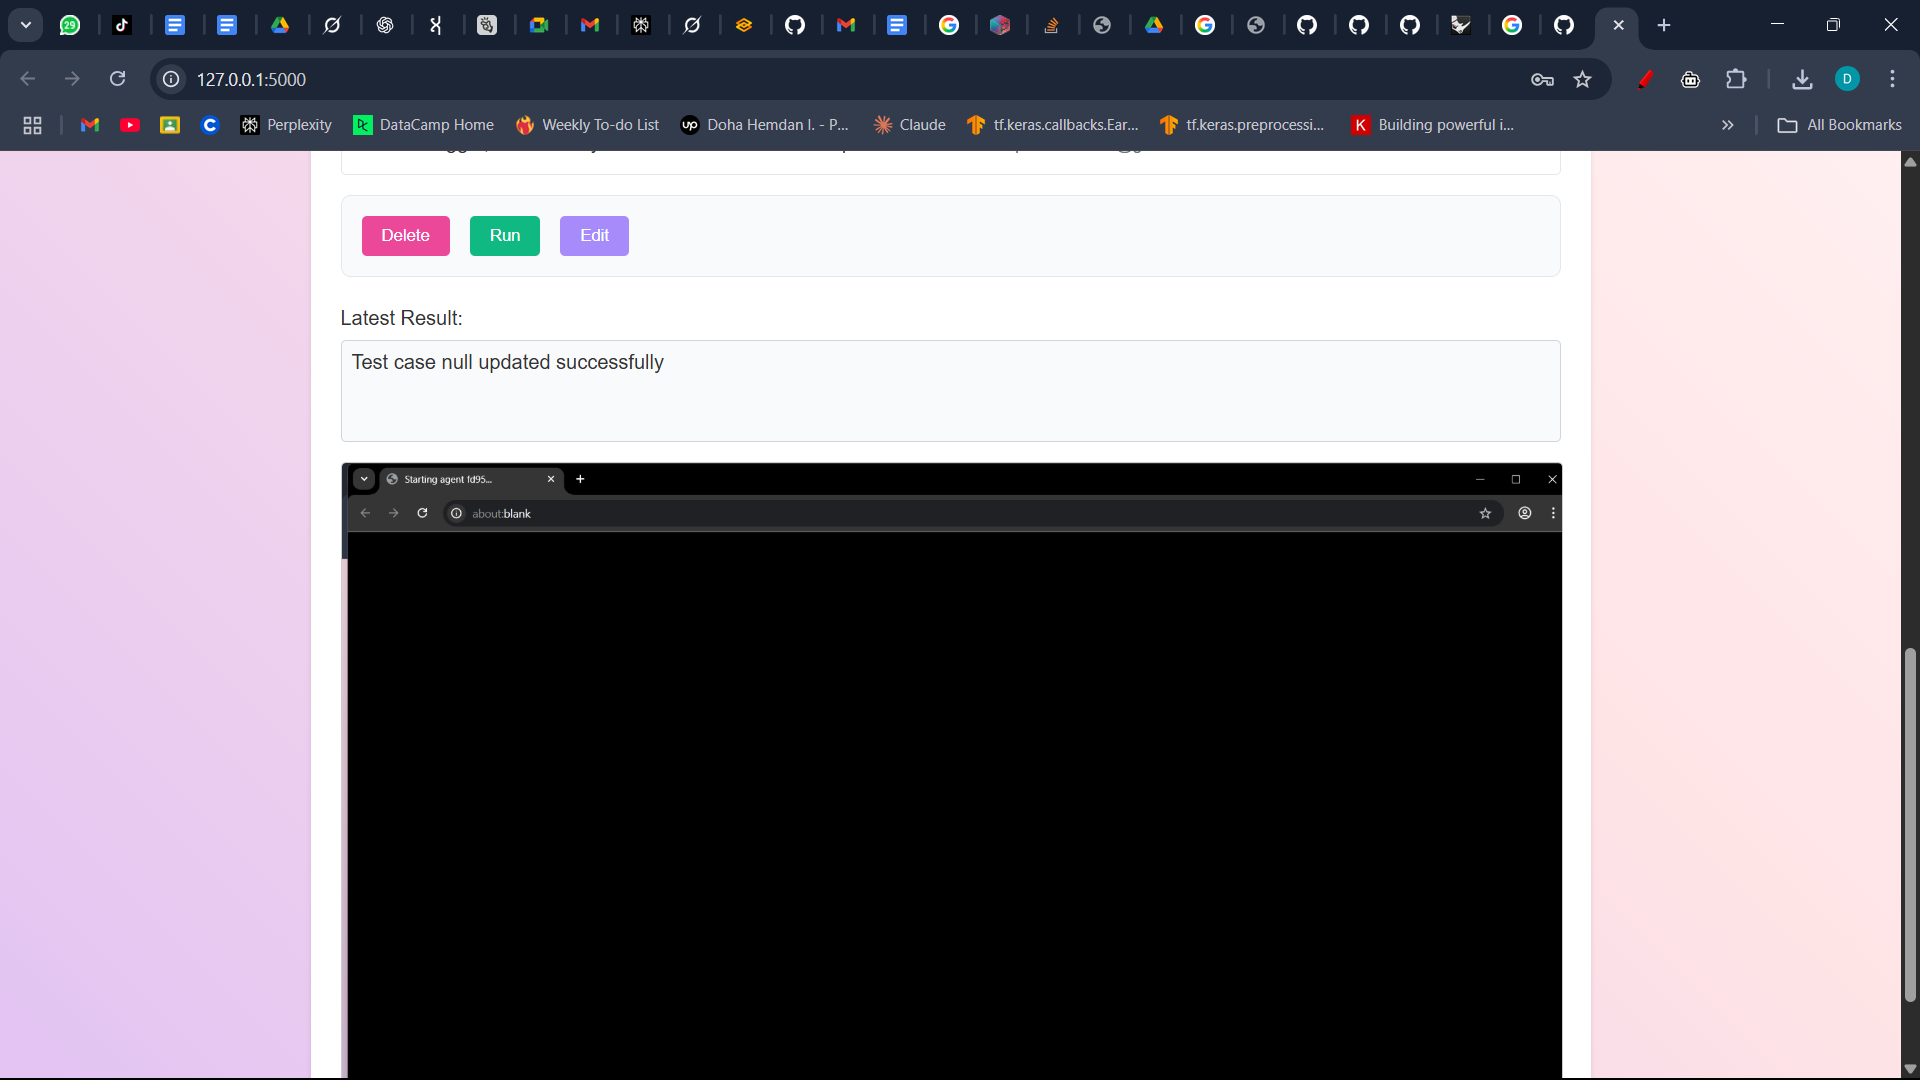 29
127.0.0.1:5000
D
Perplexity
DataCamp Home
Weekly To-do List
up Doha Hemdan I. - P...
Claude
tf.keras.callbacks.Ear...
tf.keras.preprocessi...
K Building powerful i...
All Bookmarks
Delete
Run
Edit
Latest Result:
Test case null updated successfully
Starting agent fd95...
about:blank